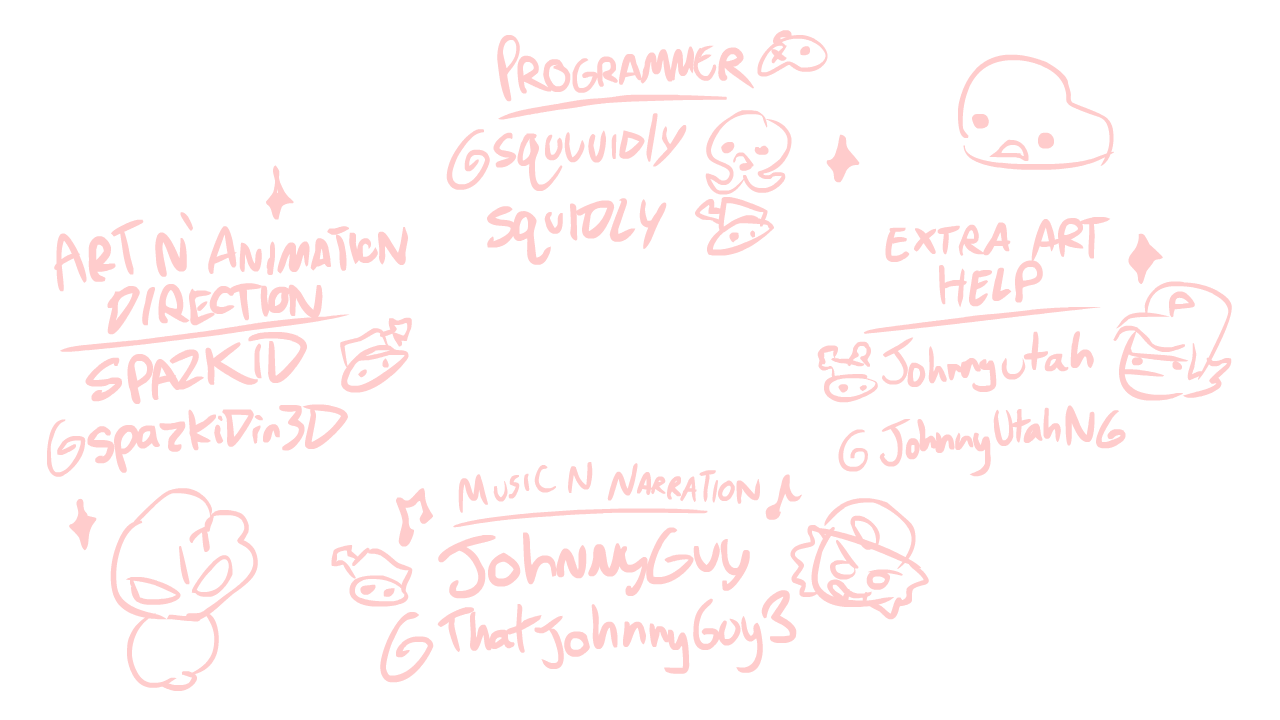 PROGRAMMER
@squuuidly
squidly
ART N' ANIMATION
DIRECTION
SPAZKID
@spazkiDin3D
EXTRA ART
HELP
Johnnyutah
@JohnnyUtahNG
MUSIC N NARRATION
JohnnyGuy
@ThatJohnnyGuy3